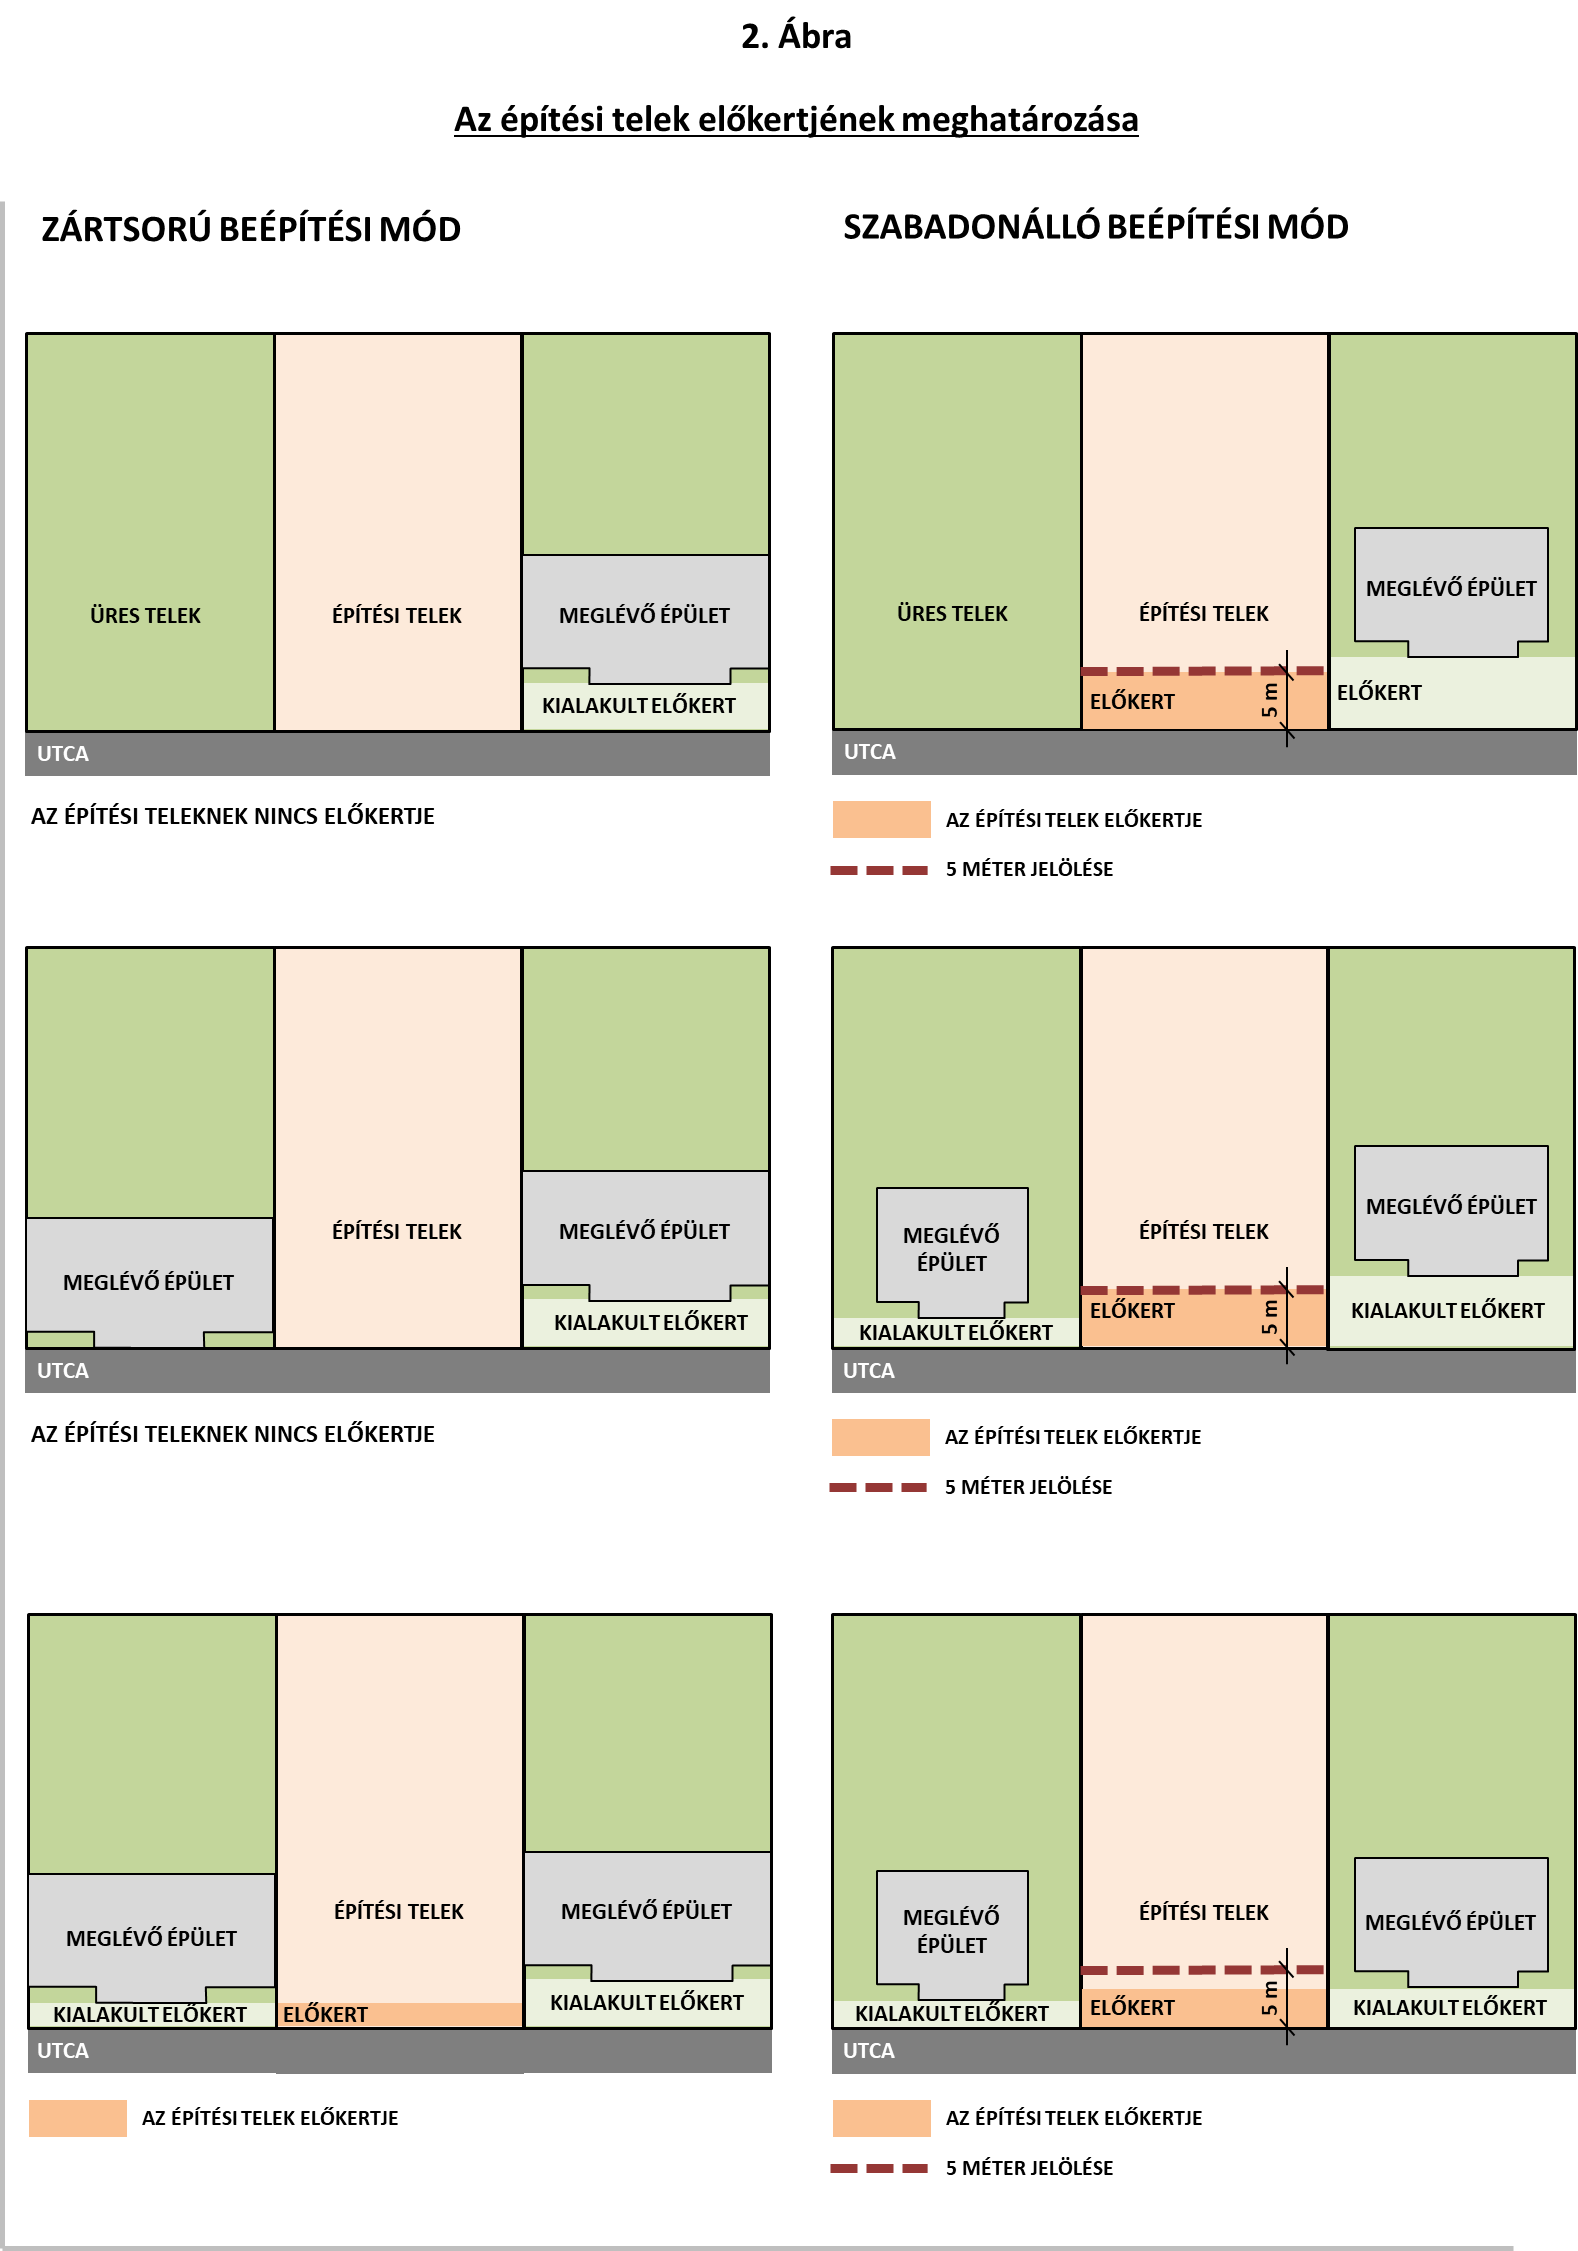 2. Ábra
Az építési telek előkertjének meghatározása
ZÁRTSORÚ BEÉPÍTÉSI MÓD
ÜRES TELEK
ÉPÍTÉSI TELEK
MEGLÉVŐ ÉPÜLET
KIALAKULT ELŐKERT
UTCA
AZ ÉPÍTÉSI TELEKNEK NINCS ELŐKERTJE
SZABADONÁLLÓ BEÉPÍTÉSI MÓD
ÜRES TELEK
ÉPÍTÉSI TELEK
MEGLÉVŐ ÉPÜLET
ELŐKERT
5 m
ELŐKERT
UTCA
AZ ÉPÍTÉSI TELEK ELŐKERTJE
5 MÉTER JELÖLÉSE
MEGLÉVŐ ÉPÜLET
ÉPÍTÉSI TELEK
MEGLÉVŐ ÉPÜLET
KIALAKULT ELŐKERT
UTCA
AZ ÉPÍTÉSI TELEKNEK NINCS ELŐKERTJE
MEGLÉVŐ
ÉPÜLET
KIALAKULT ELŐKERT
ÉPÍTÉSI TELEK
ELŐKERT
5 m
MEGLÉVŐ ÉPÜLET
KIALAKULT ELŐKERT
UTCA
AZ ÉPÍTÉSI TELEK ELŐKERTJE
5 MÉTER JELÖLÉSE
MEGLÉVŐ ÉPÜLET
KIALAKULT ELŐKERT
ÉPÍTÉSI TELEK
ELŐKERT
MEGLÉVŐ ÉPÜLET
KIALAKULT ELŐKERT
UTCA
AZ ÉPÍTÉSI TELEK ELŐKERTJE
MEGLÉVŐ
ÉPÜLET
KIALAKULT ELŐKERT
ÉPÍTÉSI TELEK
ELŐKERT
5 m
MEGLÉVŐ ÉPÜLET
KIALAKULT ELŐKERT
UTCA
AZ ÉPÍTÉSI TELEK ELŐKERTJE
5 MÉTER JELÖLÉSE